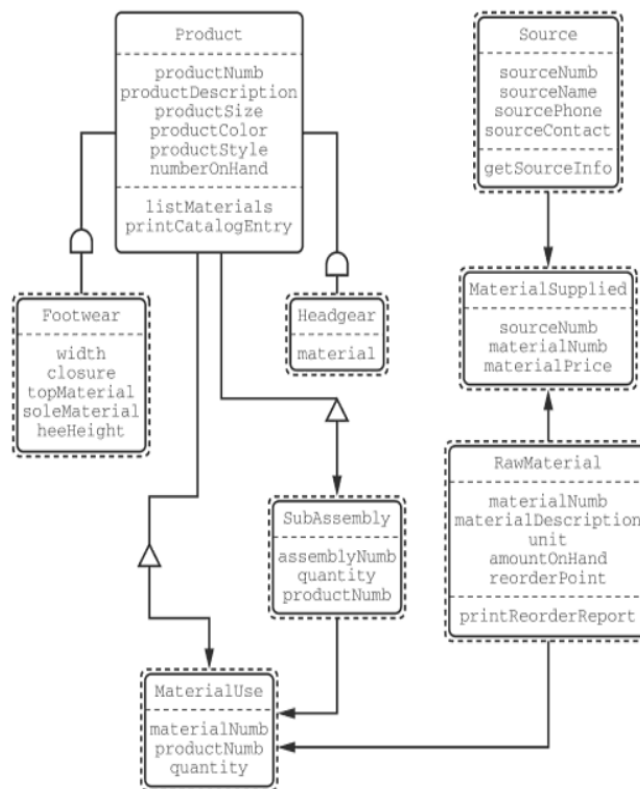 Product
productNumb
productDescription
productSize
productColor
productStyle
numberOnHand
listMaterials
printCatalogEntry
Source
sourceNumb
sourceName
sourcePhone
sourceContact
getSourceInfo
Footwear
width
closure
topMaterial
soleMaterial
heeHeight
Headgear
material
MaterialSupplied
sourceNumb
materialNumb
materialPrice
SubAssembly
assemblyNumb
quantity
productNumb
RawMaterial
materialNumb
materialDescription
unit
amountOnHand
reorderPoint
printReorderReport
MaterialUse
materialNumb
productNumb
quantity